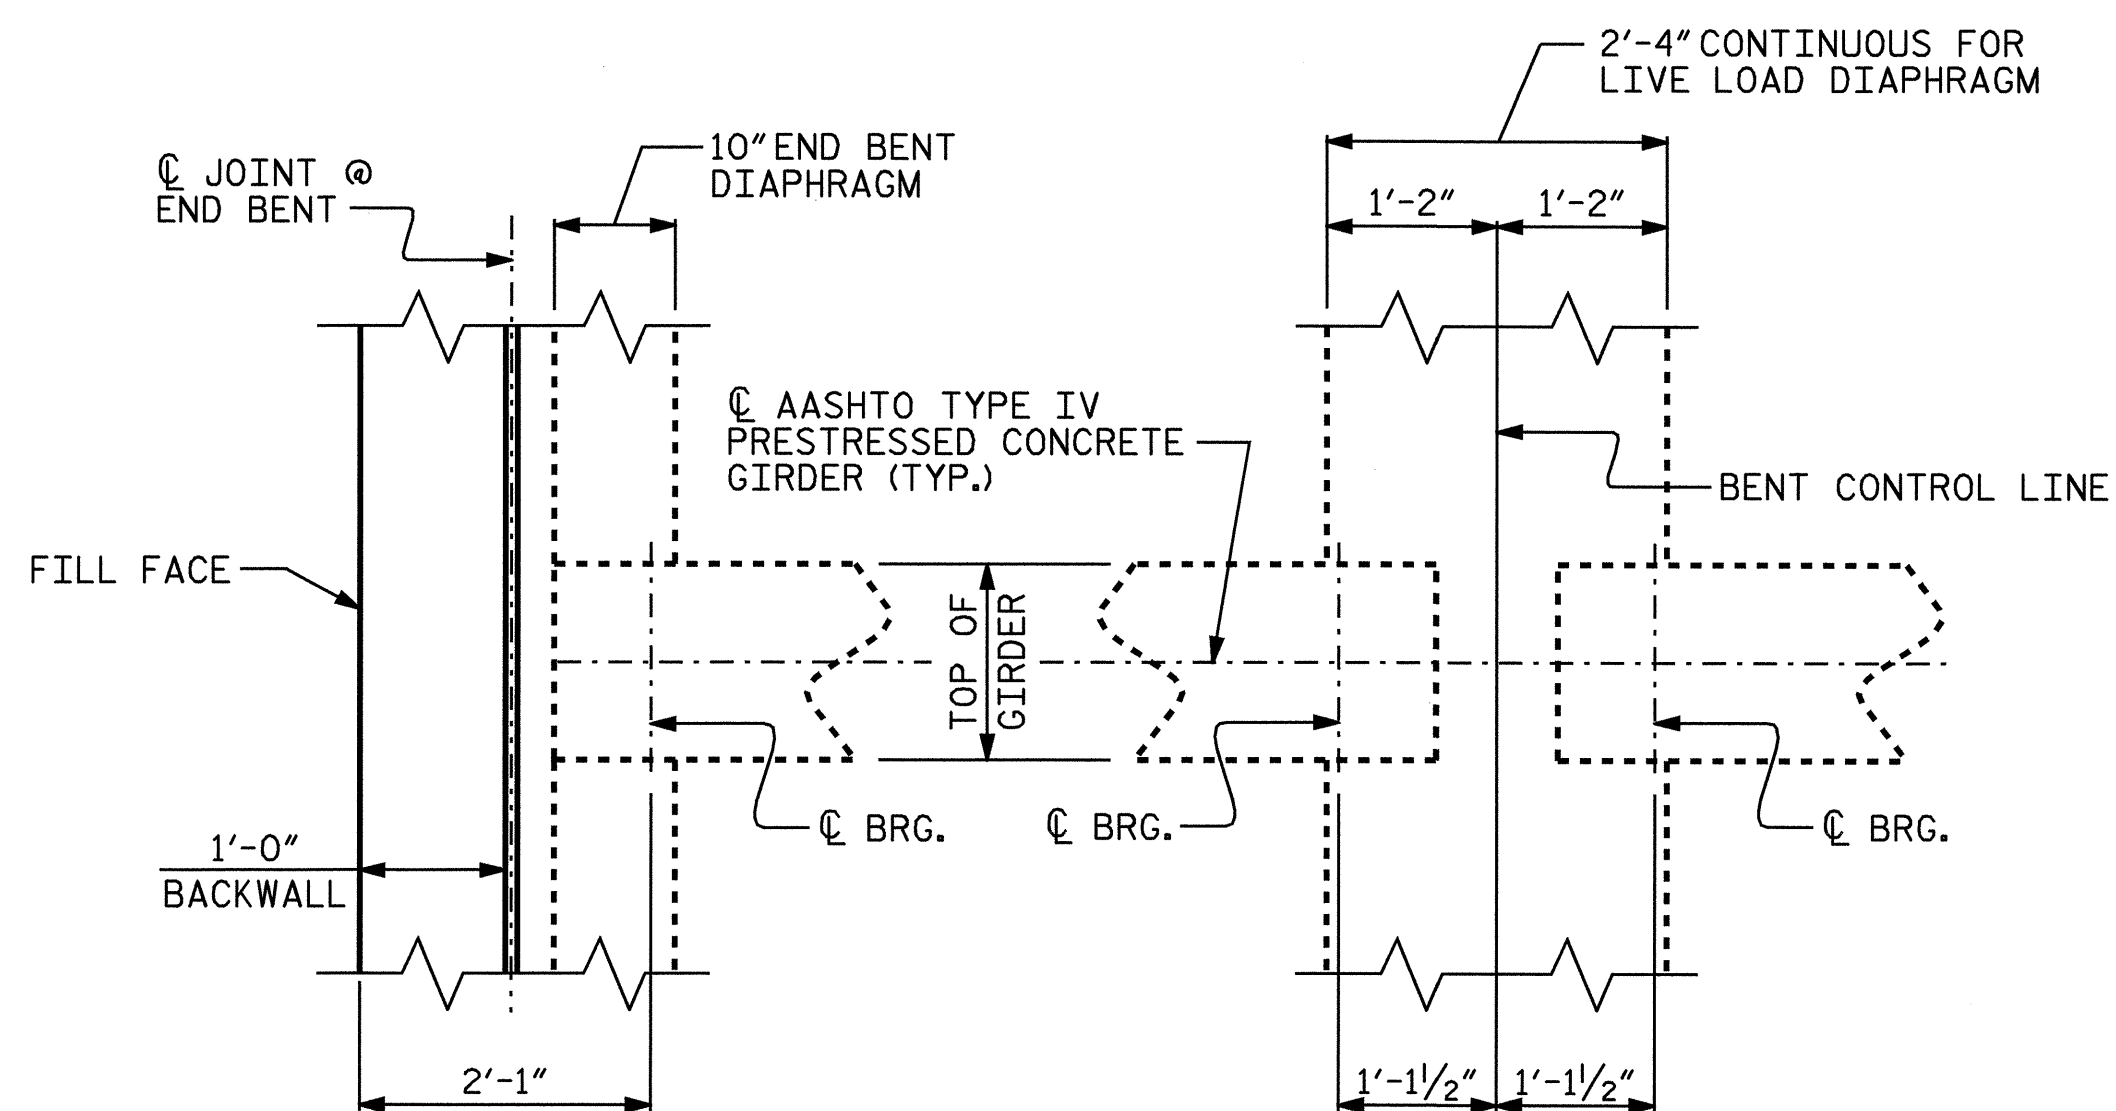 2'-4" CONTINUOUS FOR
LIVE LOAD DIAPHRAGM
10" END BENT
DIAPHRAGM
℄ JOINT @
END BENT
1'-2"
1'-2"
℄ AASHTO TYPE IV
PRESTRESSED CONCRETE
GIRDER (TYP.)
BENT CONTROL LINE
FILL FACE
TOP OF
GIRDER
℄ BRG.
℄ BRG.
℄ BRG.
1'-0"
BACKWALL
2'-1"
1'-1½"
1'-1½"